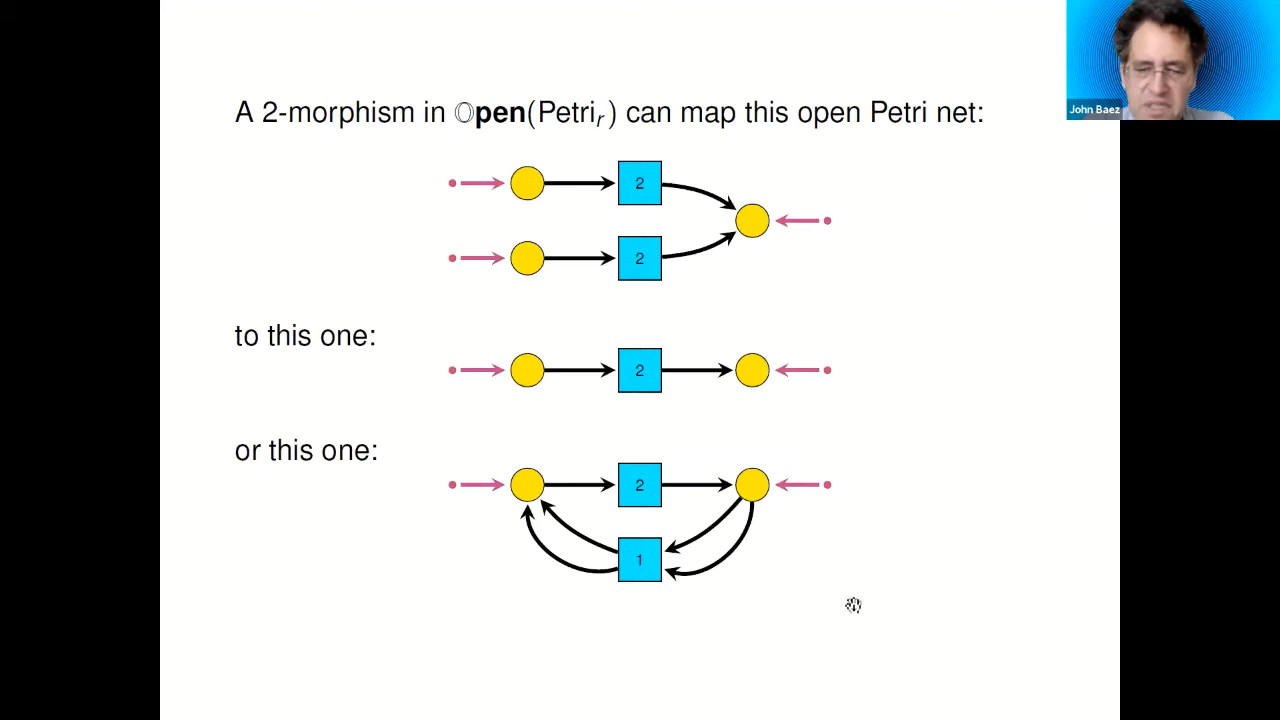 John Baez
A 2-morphism in 𝕆pen(Petriᵣ) can map this open Petri net:
2
2
to this one:
2
or this one:
2
1